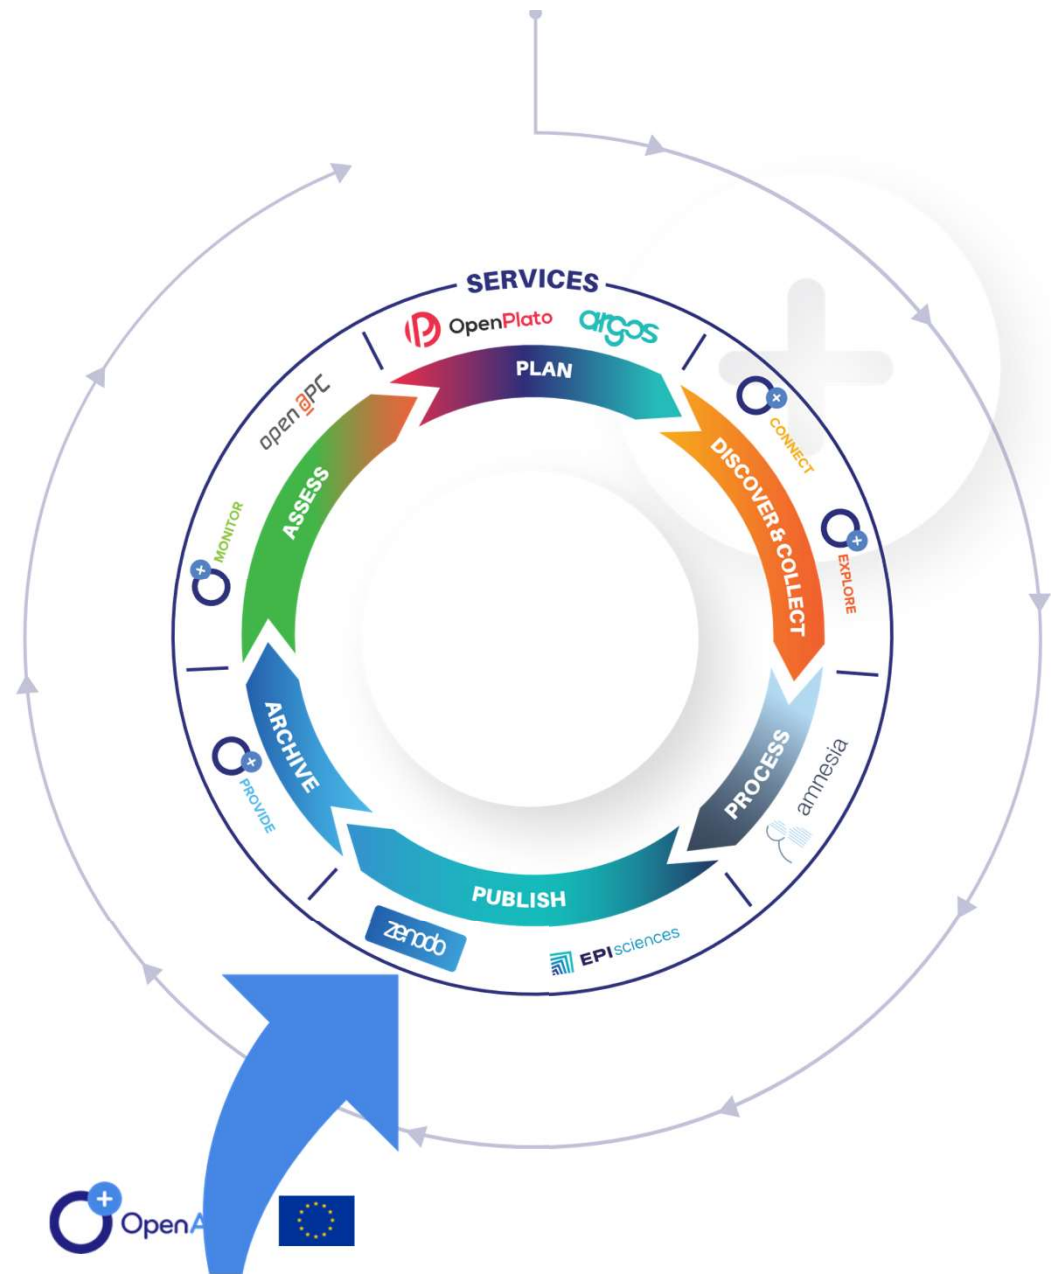 SERVICES
OpenPlato
argos
PLAN
CONNECT
DISCOVER & COLLECT
EXPLORE
PROCESS
amnesia
PUBLISH
EPIsciences
zenodo
ARCHIVE
PROVIDE
ASSESS
MONITOR
open@PC
OpenA